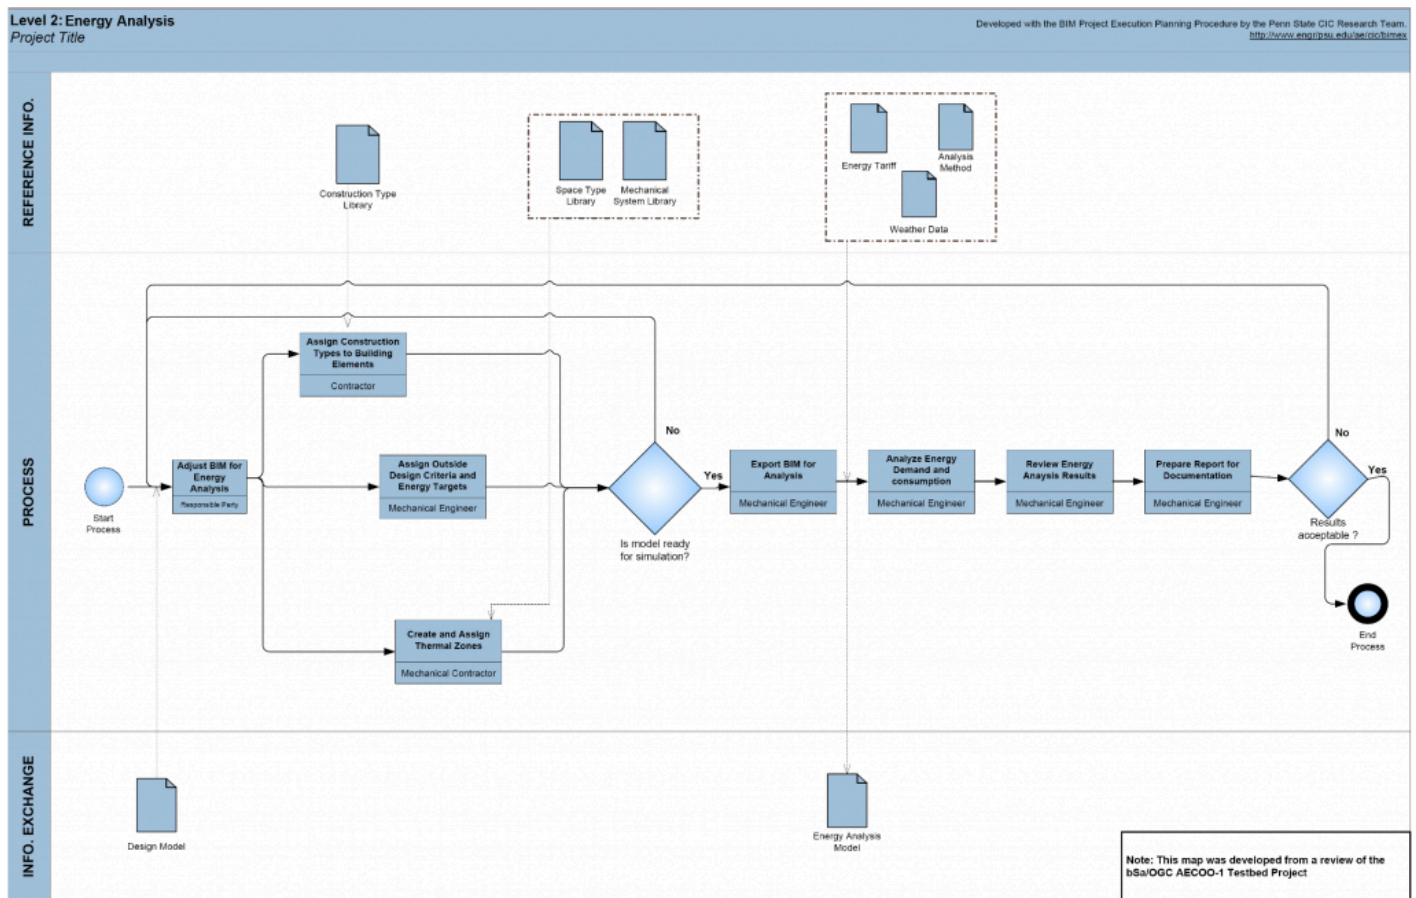 Level 2: Energy Analysis
Project Title
Developed with the BIM Project Execution Planning Procedure by the Penn State CIC Research Team.
http://www.engr/psu.edu/ae/cic/bimex
REFERENCE INFO.
Construction Type
Library
Space Type
Library
Mechanical
System Library
Energy Tariff
Analysis
Method
Weather Data
PROCESS
Start
Process
Adjust BIM for
Energy
Analysis
Responsible Party
Assign Construction
Types to Building
Elements
Contractor
Assign Outside
Design Criteria and
Energy Targets
Mechanical Engineer
Create and Assign
Thermal Zones
Mechanical Contractor
No
Yes
Is model ready
for simulation?
Export BIM for
Analysis
Mechanical Engineer
Analyze Energy
Demand and
consumption
Mechanical Engineer
Review Energy
Anaysis Results
Mechanical Engineer
Prepare Report for
Documentation
Mechanical Engineer
No
Yes
Results
acceptable ?
End
Process
INFO. EXCHANGE
Design Model
Energy Analysis
Model
Note: This map was developed from a review of the
bSa/OGC AECOO-1 Testbed Project